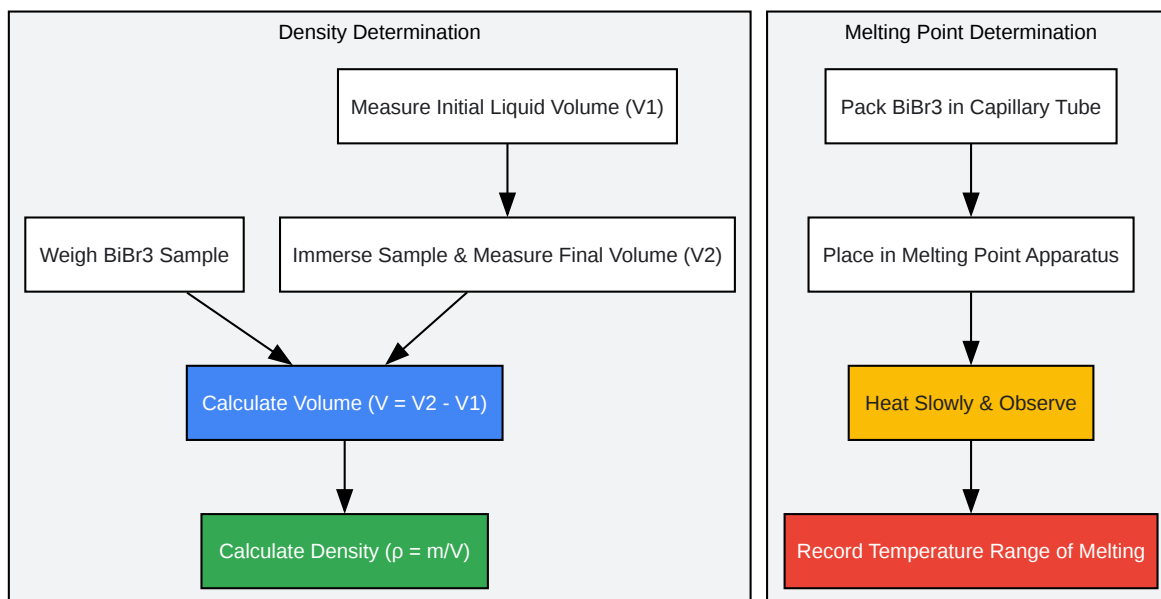 Density Determination
Measure Initial Liquid Volume (V1)
Weigh BiBr3 Sample
Immerse Sample & Measure Final Volume (V2)
Calculate Volume (V = V2 - V1)
Calculate Density (ρ = m/V)
Melting Point Determination
Pack BiBr3 in Capillary Tube
Place in Melting Point Apparatus
Heat Slowly & Observe
Record Temperature Range of Melting